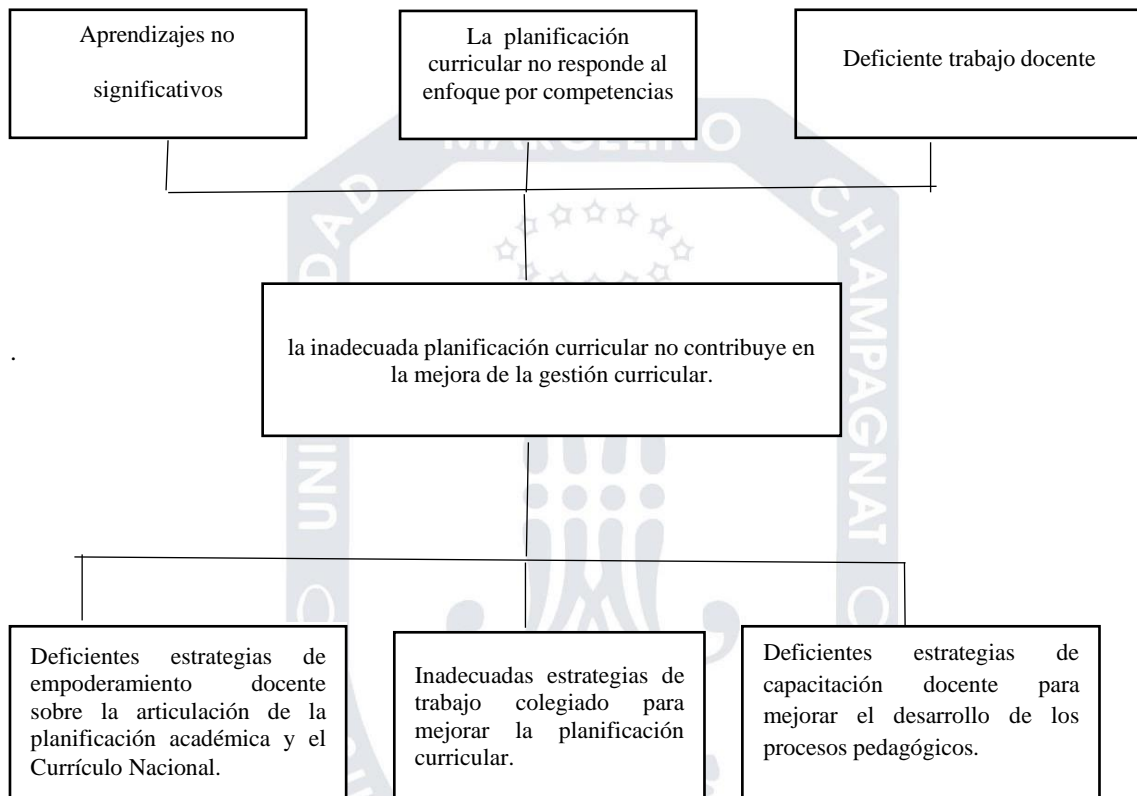 Aprendizajes no
significativos
La planificación
curricular no responde al
enfoque por competencias
Deficiente trabajo docente
la inadecuada planificación curricular no contribuye en
la mejora de la gestión curricular.
.
Deficientes estrategias de
empoderamiento docente
sobre la articulación de la
planificación académica y el
Currículo Nacional.
Inadecuadas estrategias de
trabajo colegiado para
mejorar la planificación
curricular.
Deficientes estrategias de
capacitación docente para
mejorar el desarrollo de los
procesos pedagógicos.
CHAMPAGNAT